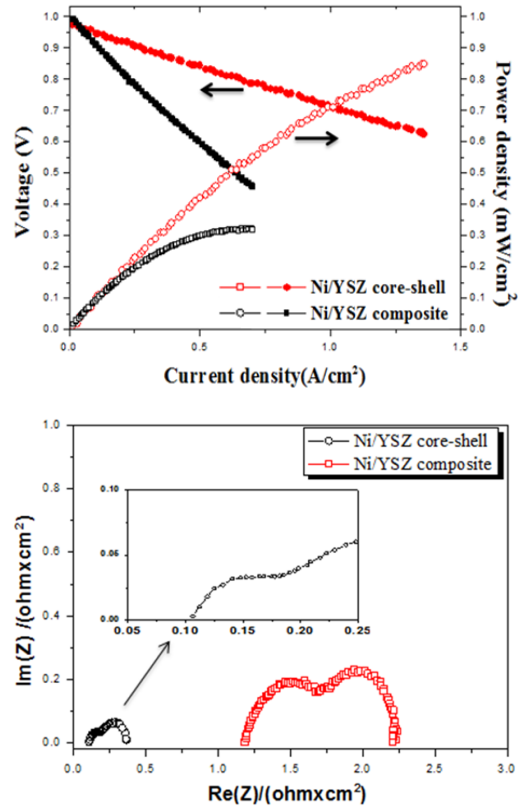 1.0
0.9
0.8
0.7
0.6
0.5
0.4
0.3
0.2
0.1
0.0
Voltage (V)
1.0
0.9
0.8
0.7
0.6
0.5
0.4
0.3
0.2
0.1
0.0
Power density (mW/cm²)
Ni/YSZ core-shell
Ni/YSZ composite
0.0 0.5 1.0 1.5
Current density(A/cm²)
1.0
0.8
0.6
0.4
0.2
0.0
Im(Z) /(ohmxcm²)
Ni/YSZ core-shell
Ni/YSZ composite
0.10
0.05
0.00
0.05 0.10 0.15 0.20 0.25
0.0 0.5 1.0 1.5 2.0 2.5 3.0
Re(Z)/(ohmxcm²)